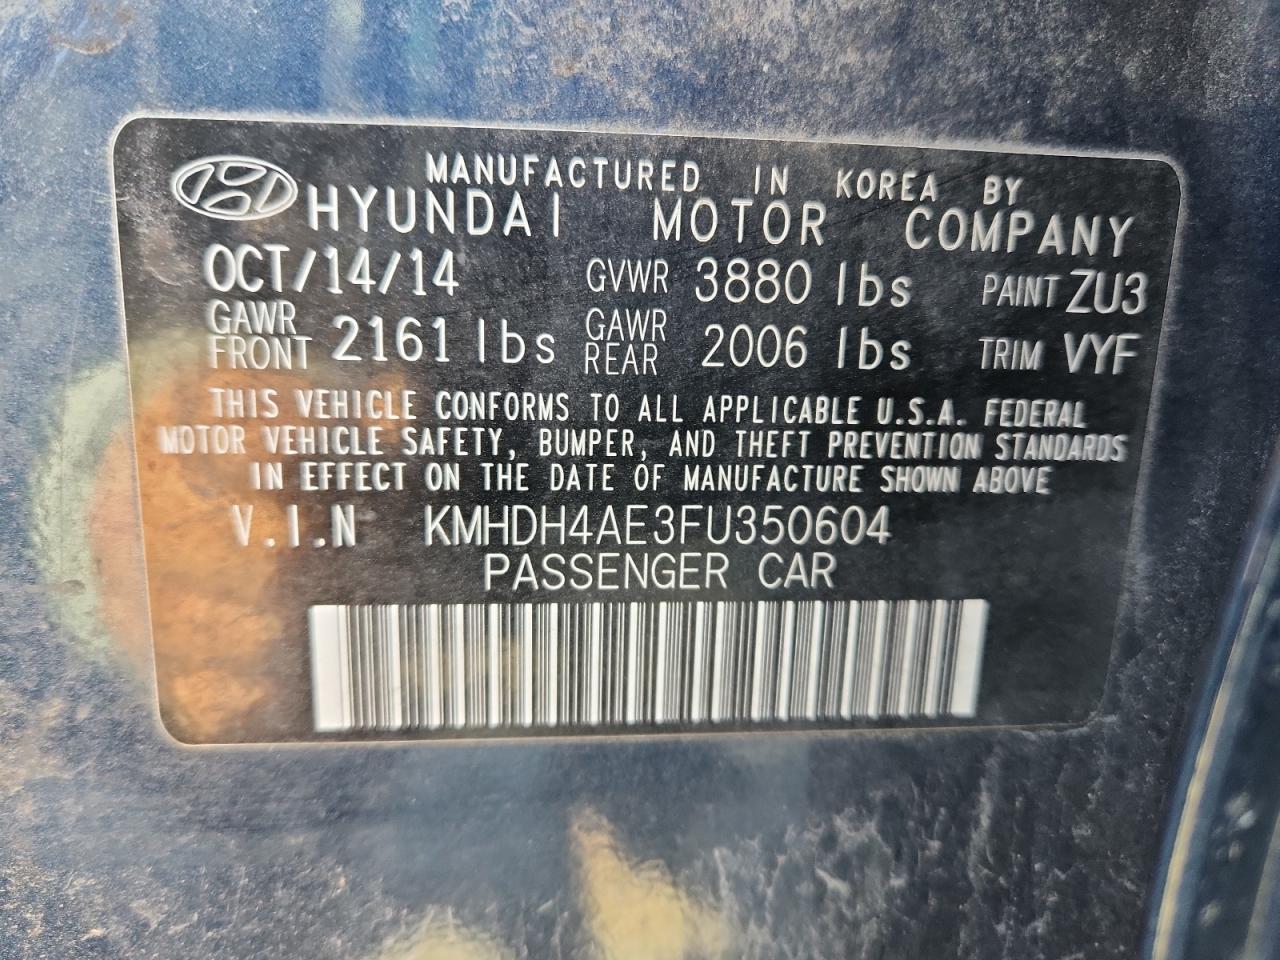 MANUFACTURED IN KOREA BY
HYUNDAI MOTOR COMPANY
OCT/14/14 GVWR 3880 lbs PAINT ZU3
GAWR FRONT 2161 lbs GAWR REAR 2006 lbs TRIM VYF
THIS VEHICLE CONFORMS TO ALL APPLICABLE U.S.A. FEDERAL
MOTOR VEHICLE SAFETY, BUMPER, AND THEFT PREVENTION STANDARDS
IN EFFECT ON THE DATE OF MANUFACTURE SHOWN ABOVE
V.I.N KMHDH4AE3FU350604
PASSENGER CAR